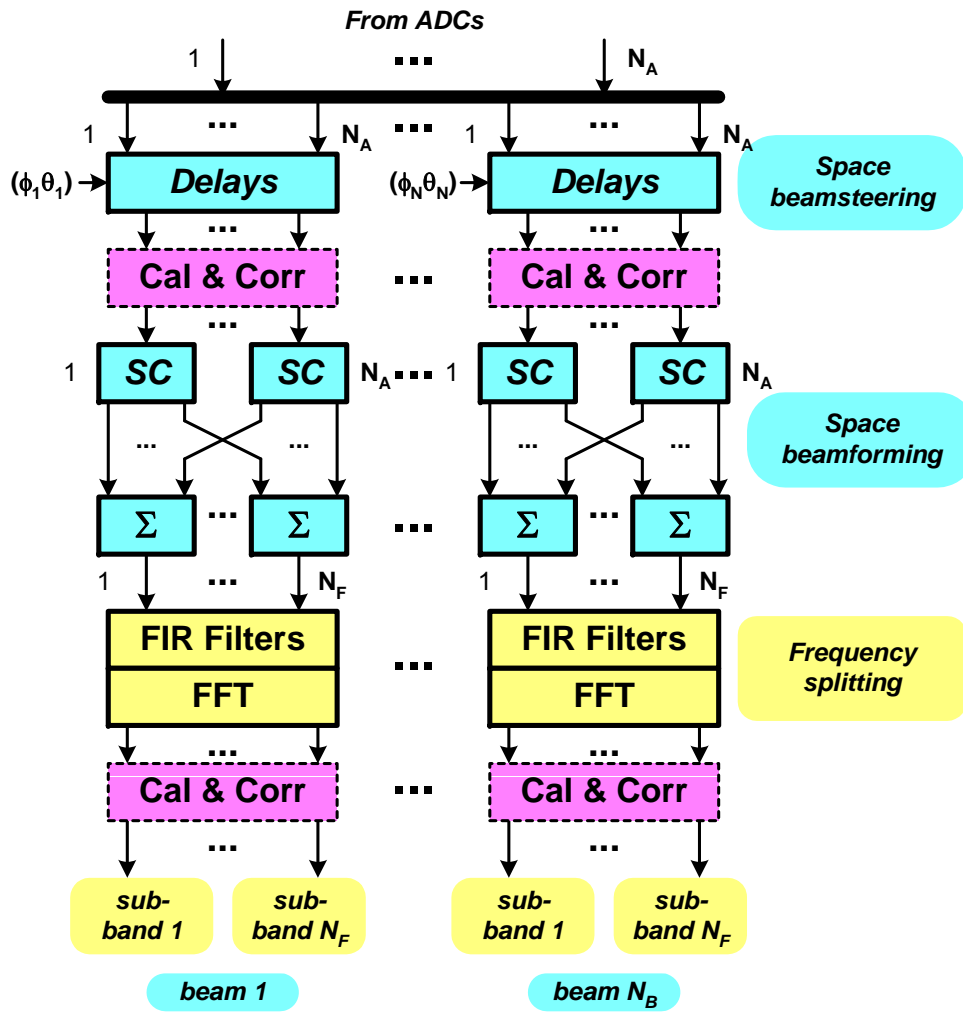 From ADCs
1 ... N_A
1 ... N_A ... 1 ... N_A
(ϕ_1θ_1) Delays (ϕ_NθN) Delays
Space
beamsteering
... ...
Cal & Corr ... Cal & Corr
... ...
1 SC SC N_A ... 1 SC SC N_A
... ... ... ...
Space
beamforming
Σ ... Σ ... Σ ... Σ
1 ... N_F 1 ... N_F
FIR Filters ... FIR Filters
FFT FFT
Frequency
splitting
... ...
Cal & Corr ... Cal & Corr
... ...
sub-
band 1
sub-
band N_F
sub-
band 1
sub-
band N_F
beam 1 beam N_B